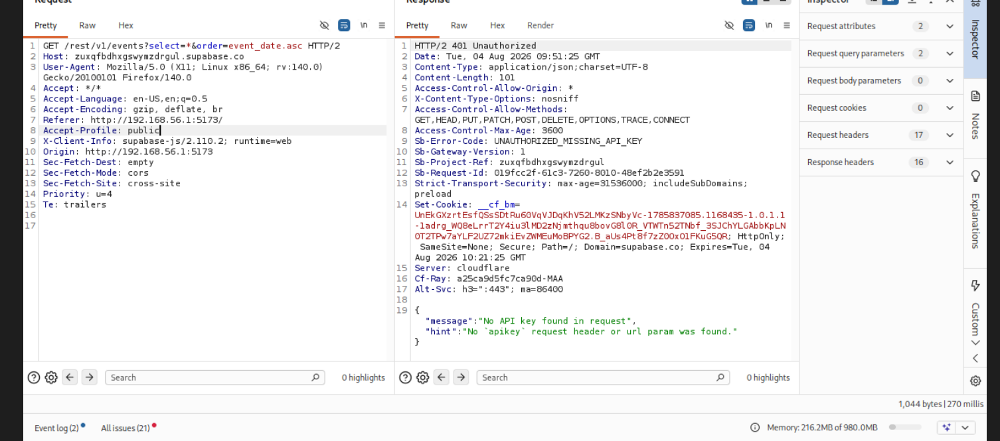 Request
Response
Inspector
Pretty Raw Hex
\n
Pretty Raw Hex Render
\n
1 GET /rest/v1/events?select=*&order=event_date.asc HTTP/2
2 Host: zuxqfbdhxgswymzdrgul.supabase.co
3 User-Agent: Mozilla/5.0 (X11; Linux x86_64; rv:140.0)
Gecko/20100101 Firefox/140.0
4 Accept: */*
5 Accept-Language: en-US,en;q=0.5
6 Accept-Encoding: gzip, deflate, br
7 Referer: http://192.168.56.1:5173/
8 Accept-Profile: public
9 X-Client-Info: supabase-js/2.110.2; runtime=web
10 Origin: http://192.168.56.1:5173
11 Sec-Fetch-Dest: empty
12 Sec-Fetch-Mode: cors
13 Sec-Fetch-Site: cross-site
14 Priority: u=4
15 Te: trailers
16
17
Search
0 highlights
1 HTTP/2 401 Unauthorized
2 Date: Tue, 04 Aug 2026 09:51:25 GMT
3 Content-Type: application/json;charset=UTF-8
4 Content-Length: 101
5 Access-Control-Allow-Origin: *
6 X-Content-Type-Options: nosniff
7 Access-Control-Allow-Methods:
GET,HEAD,PUT,PATCH,POST,DELETE,OPTIONS,TRACE,CONNECT
8 Access-Control-Max-Age: 3600
9 Sb-Error-Code: UNAUTHORIZED_MISSING_API_KEY
10 Sb-Gateway-Version: 1
11 Sb-Project-Ref: zuxqfbdhxgswymzdrgul
12 Sb-Request-Id: 019fcc2f-61c3-7260-8010-48ef2b2e3591
13 Strict-Transport-Security: max-age=31536000; includeSubDomains;
preload
14 Set-Cookie: __cf_bm=
UnEkGXzrtEsfQSsSDtRu60VqVJDqKhV52LMKzSNbyVc-1785837085.1168435-1.0.1.1
-1adrg_WQ8eLrrT2Y4iu3lMD2zNjmthqu8bovG8l0R_VTWTn52TNbf_3SJChYLGAbbKpLN
0T2TPw7aYLF2UZ72mkiEvZWMEuMoBPYG2.B_aUs4Pt8f7zZ00xO1FKuG5QR; HttpOnly;
SameSite=None; Secure; Path=/; Domain=supabase.co; Expires=Tue, 04
Aug 2026 10:21:25 GMT
15 Server: cloudflare
16 Cf-Ray: a25ca9d5fc7ca90d-MAA
17 Alt-Svc: h3=":443"; ma=86400
18
19 {
"message":"No API key found in request",
"hint":"No `apikey` request header or url param was found."
}
Search
0 highlights
Request attributes 2
Request query parameters 2
Request body parameters 0
Request cookies 0
Request headers 17
Response headers 16
Inspector
Notes
Explanations
Custom
1,044 bytes | 270 millis
Event log (2)
All issues (21)
Memory: 216.2MB of 980.0MB